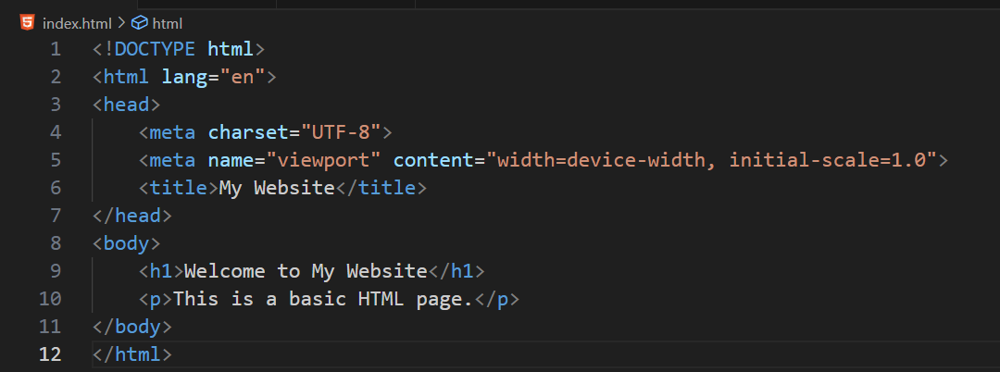 index.html > html
1 <!DOCTYPE html>
2 <html lang="en">
3 <head>
4     <meta charset="UTF-8">
5     <meta name="viewport" content="width=device-width, initial-scale=1.0">
6     <title>My Website</title>
7 </head>
8 <body>
9     <h1>Welcome to My Website</h1>
10     <p>This is a basic HTML page.</p>
11 </body>
12 </html>